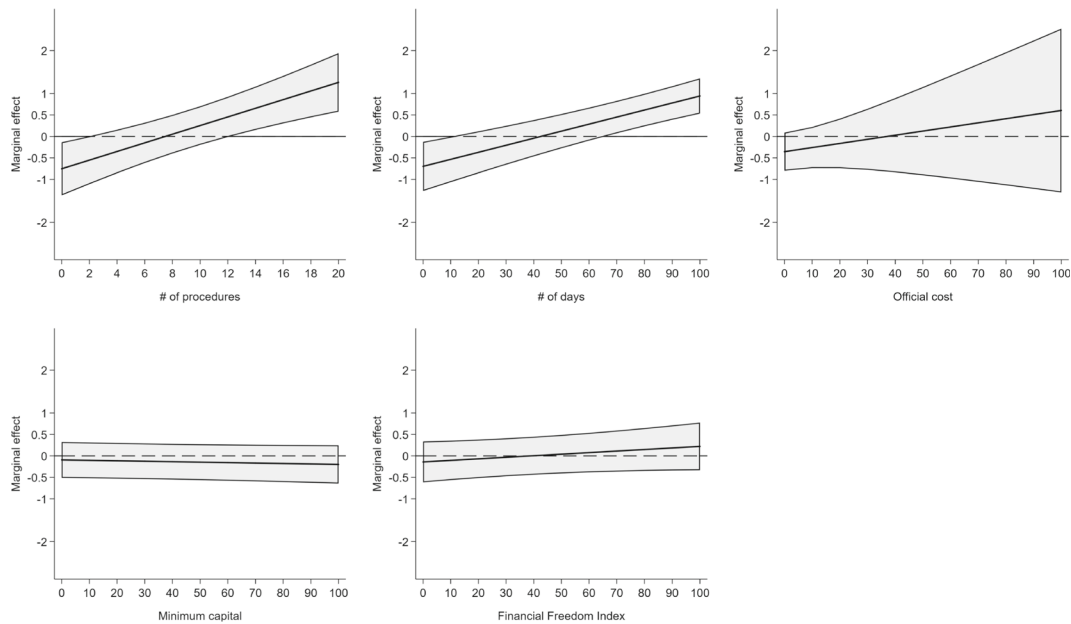 2
1
0.5
0
-0.5
-1
-2
Marginal effect
0 2 4 6 8 10 12 14 16 18 20
# of procedures
2
1
0.5
0
-0.5
-1
-2
Marginal effect
0 10 20 30 40 50 60 70 80 90 100
# of days
2
1
0.5
0
-0.5
-1
-2
Marginal effect
0 10 20 30 40 50 60 70 80 90 100
Official cost
2
1
0.5
0
-0.5
-1
-2
Marginal effect
0 10 20 30 40 50 60 70 80 90 100
Minimum capital
2
1
0.5
0
-0.5
-1
-2
Marginal effect
0 10 20 30 40 50 60 70 80 90 100
Financial Freedom Index